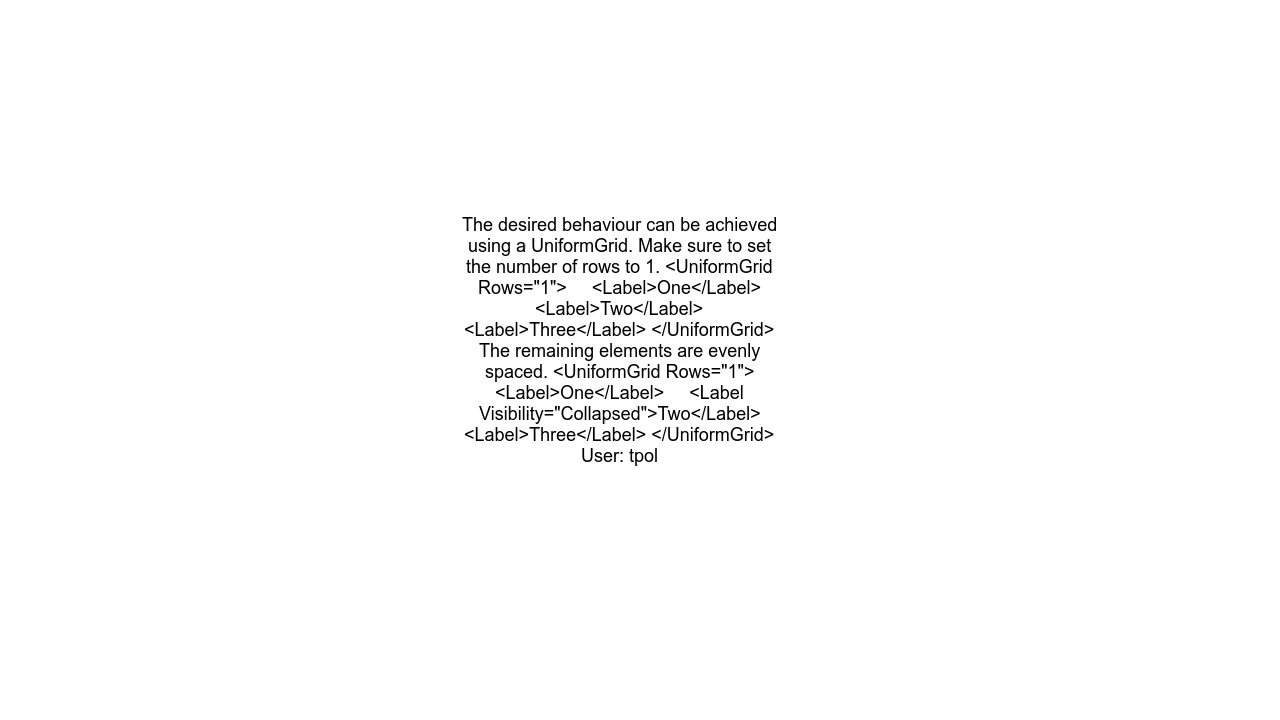 The desired behaviour can be achieved
using a UniformGrid. Make sure to set
the number of rows to 1. <UniformGrid
Rows="1">     <Label>One</Label>
<Label>Two</Label>
<Label>Three</Label> </UniformGrid>
The remaining elements are evenly
spaced. <UniformGrid Rows="1">
<Label>One</Label>     <Label
Visibility="Collapsed">Two</Label>
<Label>Three</Label> </UniformGrid>
User: tpol